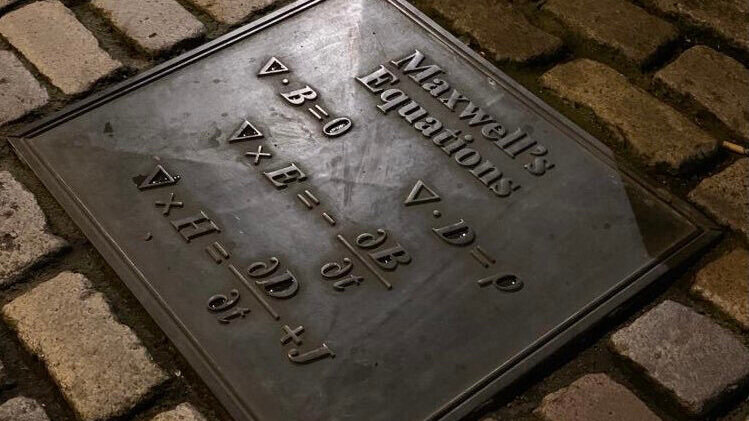 Maxwell's
Equations
∇·D=ρ
∇·B=0
∇×E=-∂B/∂t
∇×H=∂D/∂t+J